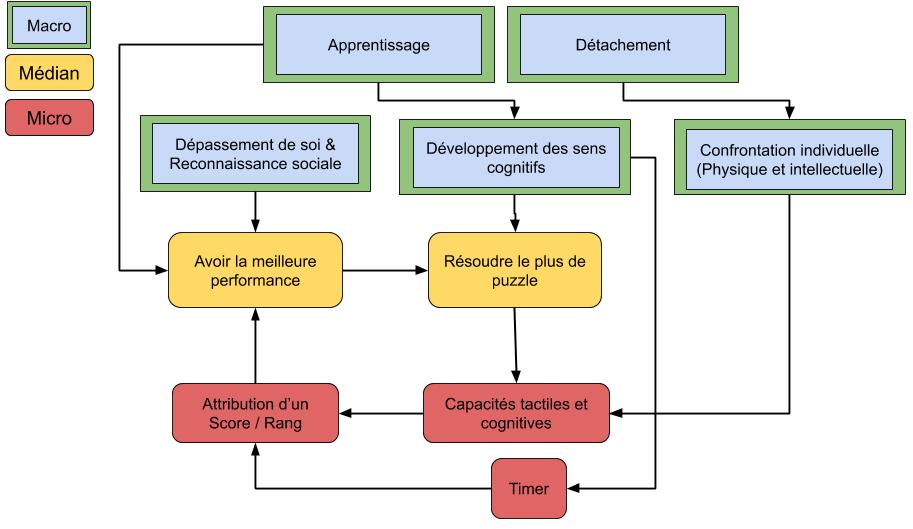 Macro
Médian
Micro
Apprentissage
Détachement
Dépassement de soi &
Reconnaissance sociale
Développement des sens
cognitifs
Confrontation individuelle
(Physique et intellectuelle)
Avoir la meilleure
performance
Résoudre le plus de
puzzle
Attribution d’un
Score / Rang
Capacités tactiles et
cognitives
Timer